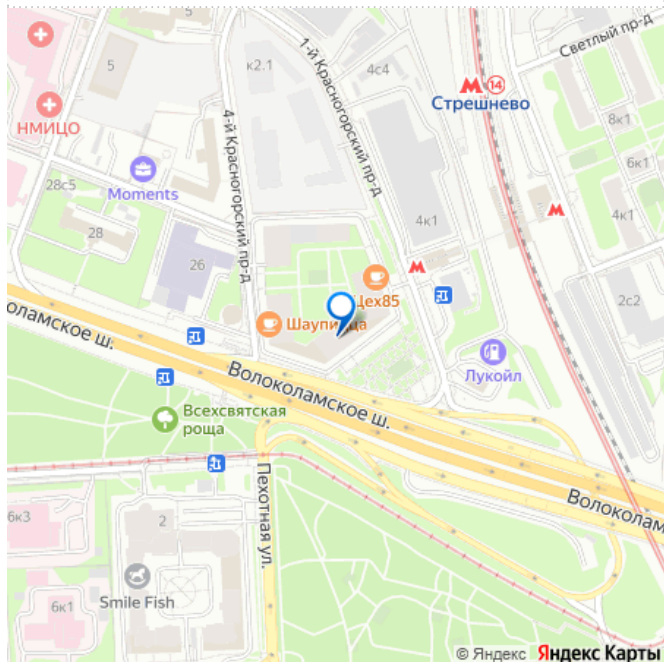 5
к2.1
1-й Красногорский пр-д
4с4
Светлый пр-д
14
Стрешнево
НМИЦО
4-й Красногорский пр-д
8к1
6к1
Moments
28с5
4к1
4к1
28
26
Цех85
2с2
Шаупицца
Лукойл
Волоколамское ш.
Волоколамское ш.
Всехсвятская
роща
Пехотная ул.
Волоколам
6к3
2
Smile Fish
6к1
© Яндекс Яндекс Карты